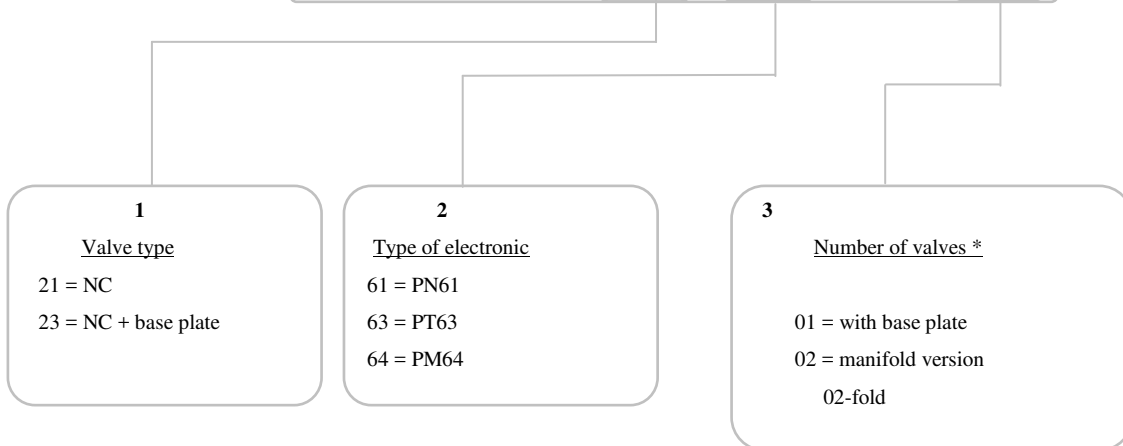 1
Valve type
21 = NC
23 = NC + base plate
2
Type of electronic
61 = PN61
63 = PT63
64 = PM64
3
Number of valves *
01 = with base plate
02 = manifold version
02-fold